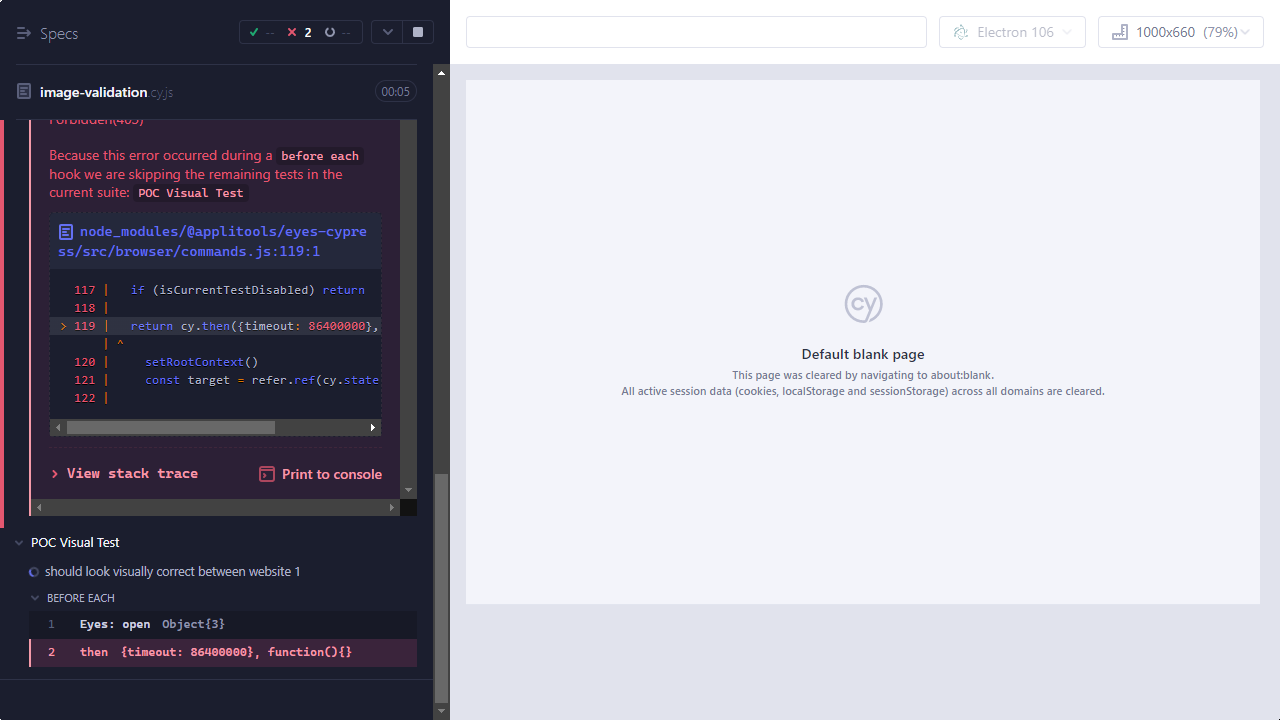 Specs
-- 2 --
Electron 106
1000x660 (79%)
image-validation.cy.js
00:05
Forbidden(403)
Because this error occurred during a before each
hook we are skipping the remaining tests in the
current suite: POC Visual Test
node_modules/@applitools/eyes-cypre
ss/src/browser/commands.js:119:1
117 | if (isCurrentTestDisabled) return
118 |
> 119 | return cy.then({timeout: 86400000},
| ^
120 | setRootContext()
121 | const target = refer.ref(cy.state
122 |
View stack trace
Print to console
POC Visual Test
should look visually correct between website 1
BEFORE EACH
1 Eyes: open Object{3}
2 then {timeout: 86400000}, function(){}
cy
Default blank page
This page was cleared by navigating to about:blank.
All active session data (cookies, localStorage and sessionStorage) across all domains are cleared.